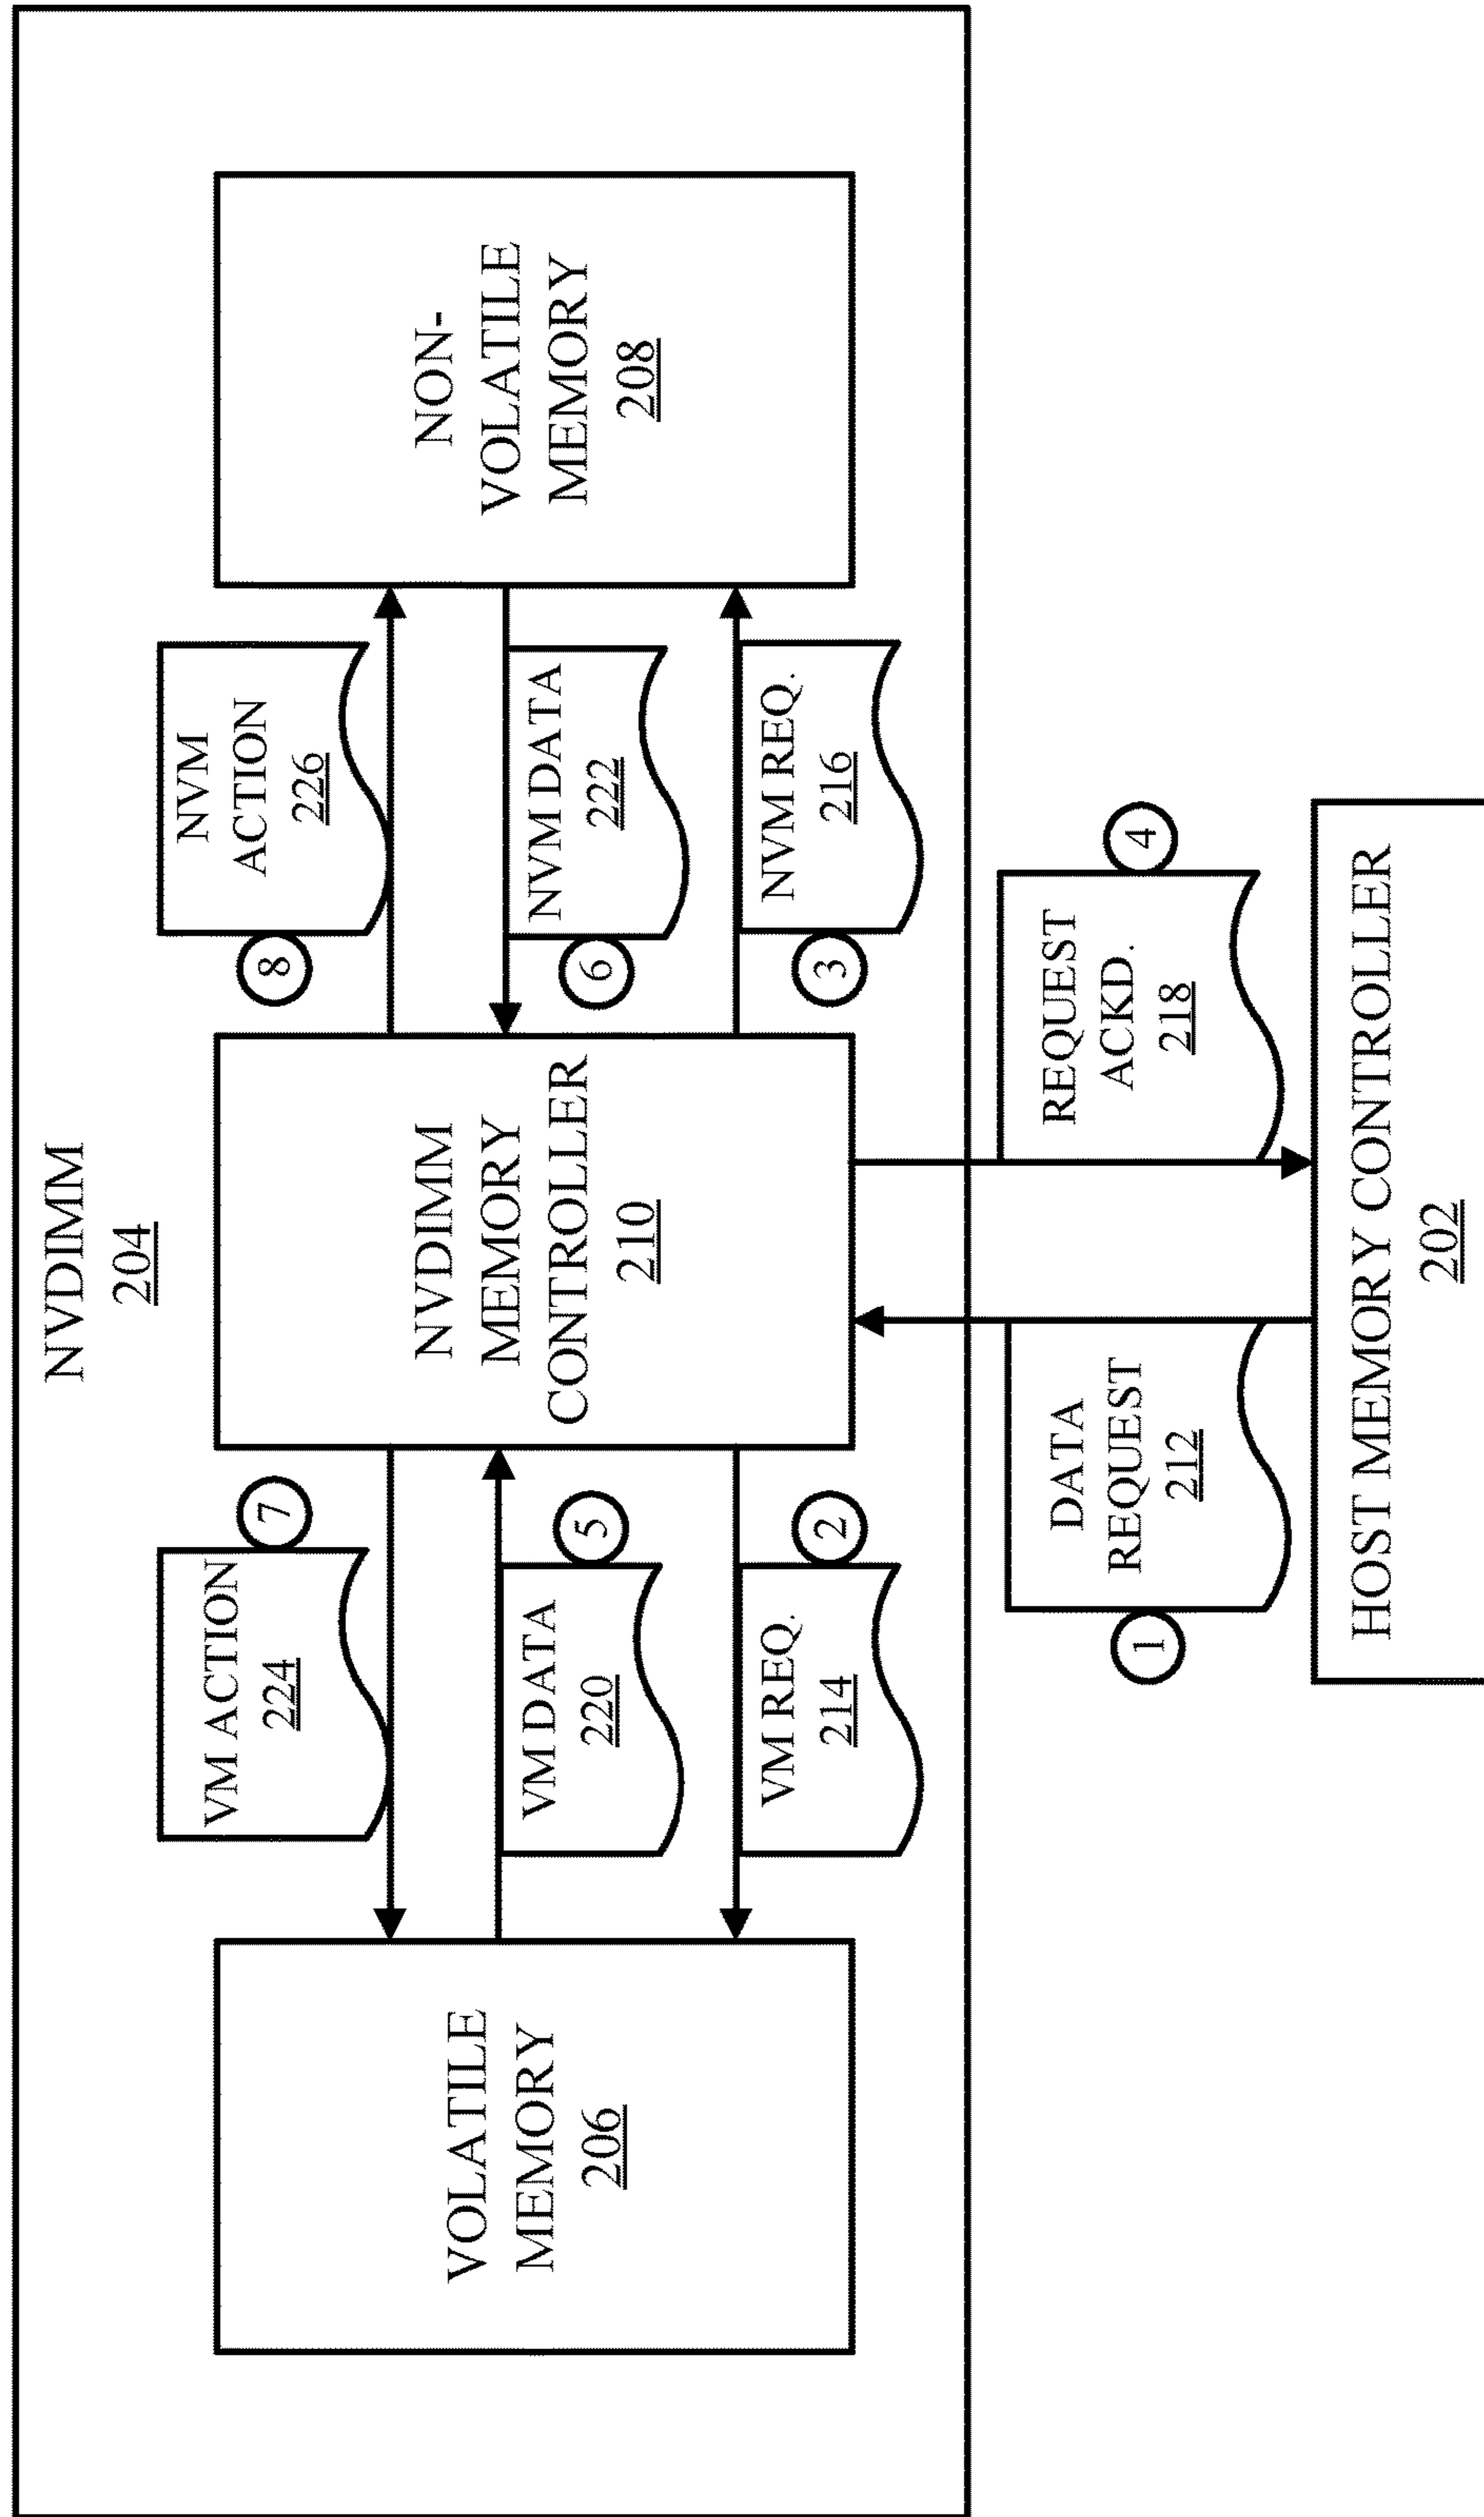 NVDIMM
204
VM ACTION
224
7
8
NVM
ACTION
226
VOLATILE
MEMORY
206
VM DATA
220
5
NVDIMM
MEMORY
CONTROLLER
210
6
NVM DATA
222
NON-
VOLATILE
MEMORY
208
VM REQ.
214
2
3
NVM REQ.
216
1
DATA
REQUEST
212
REQUEST
ACKD.
218
4
HOST MEMORY CONTROLLER
202